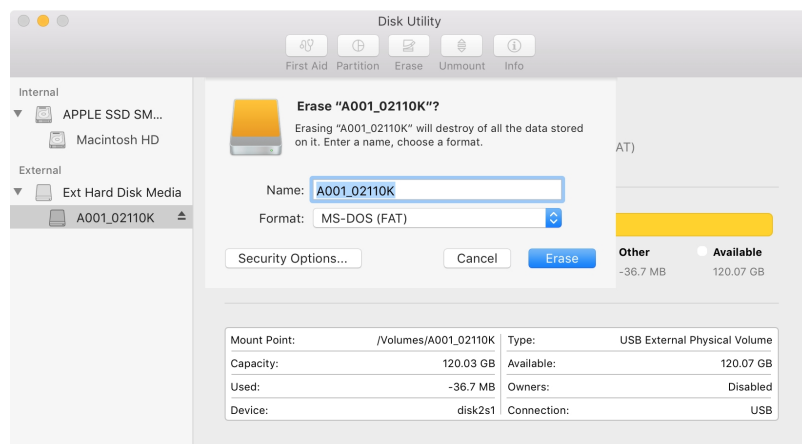 Disk Utility
First Aid Partition Erase Unmount Info
Internal
APPLE SSD SM...
Macintosh HD
External
Ext Hard Disk Media
A001_02110K
Erase “A001_02110K”?
Erasing “A001_02110K” will destroy of all the data stored
on it. Enter a name, choose a format.
Name: A001_02110K
Format: MS-DOS (FAT)
Security Options... Cancel Erase
AT)
Other Available
-36.7 MB 120.07 GB
Mount Point: /Volumes/A001_02110K Type: USB External Physical Volume
Capacity: 120.03 GB Available: 120.07 GB
Used: -36.7 MB Owners: Disabled
Device: disk2s1 Connection: USB